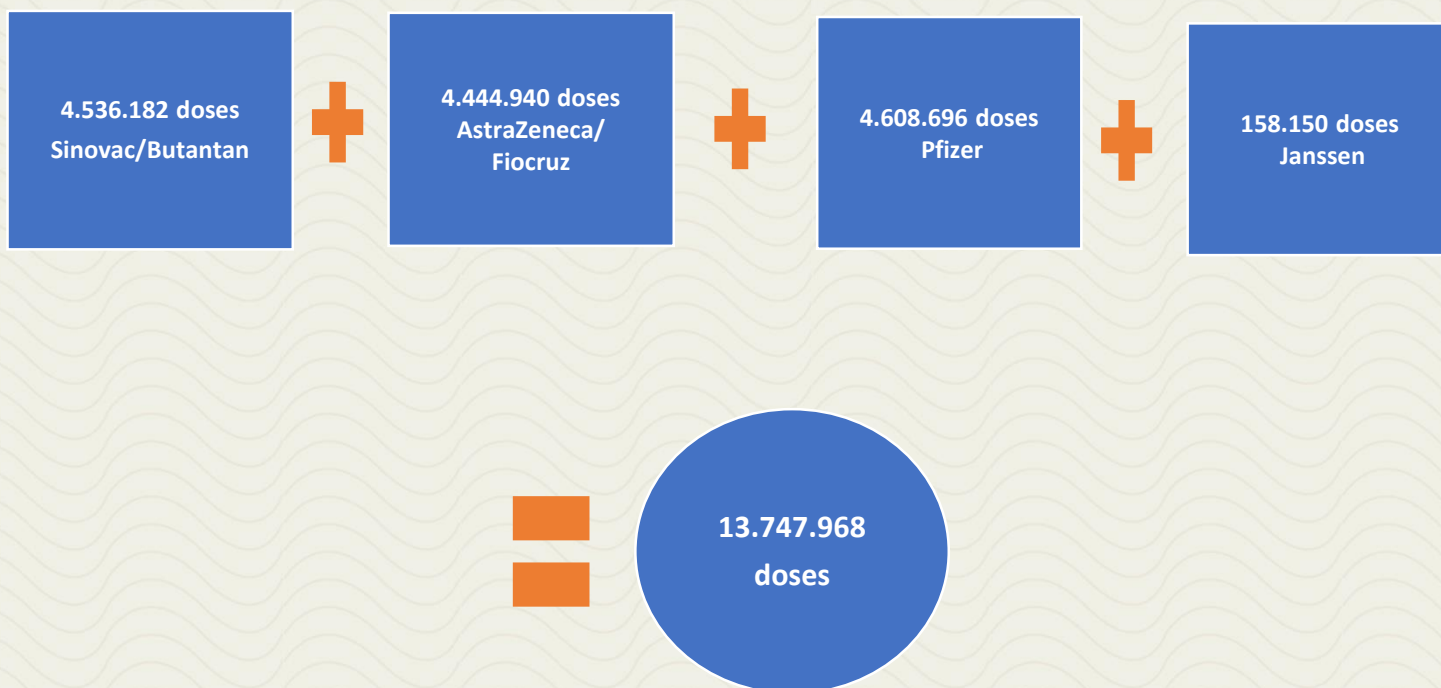 4.536.182 doses
Sinovac/Butantan
4.444.940 doses
AstraZeneca/
Fiocruz
4.608.696 doses
Pfizer
158.150 doses
Janssen
13.747.968
doses